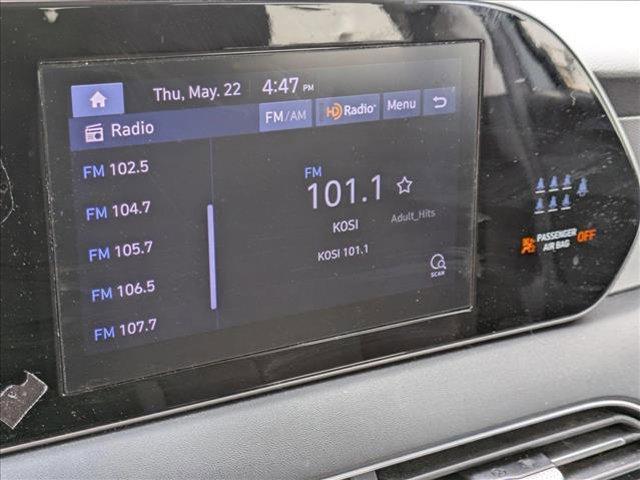 Thu, May. 22 4:47 PM
Radio FM/AM HD Radio Menu
FM 102.5
FM 104.7
FM 105.7
FM 106.5
FM 107.7
FM
101.1
KOSI
Adult_Hits
KOSI 101.1
SCAN
PASSENGER
AIR BAG OFF